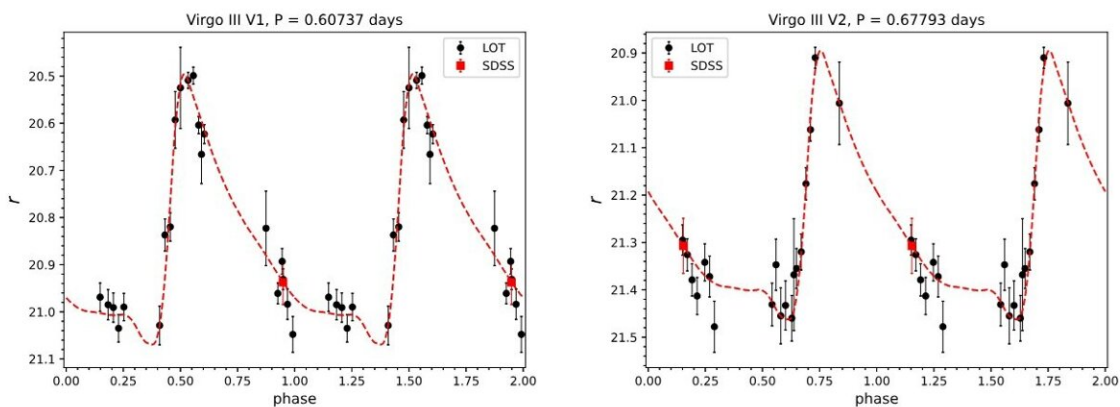 Virgo III V1, P = 0.60737 days
LOT
SDSS
20.5
20.6
20.7
20.8
20.9
21.0
21.1
r
0.00 0.25 0.50 0.75 1.00 1.25 1.50 1.75 2.00
phase
Virgo III V2, P = 0.67793 days
LOT
SDSS
20.9
21.0
21.1
21.2
21.3
21.4
21.5
r
0.00 0.25 0.50 0.75 1.00 1.25 1.50 1.75 2.00
phase